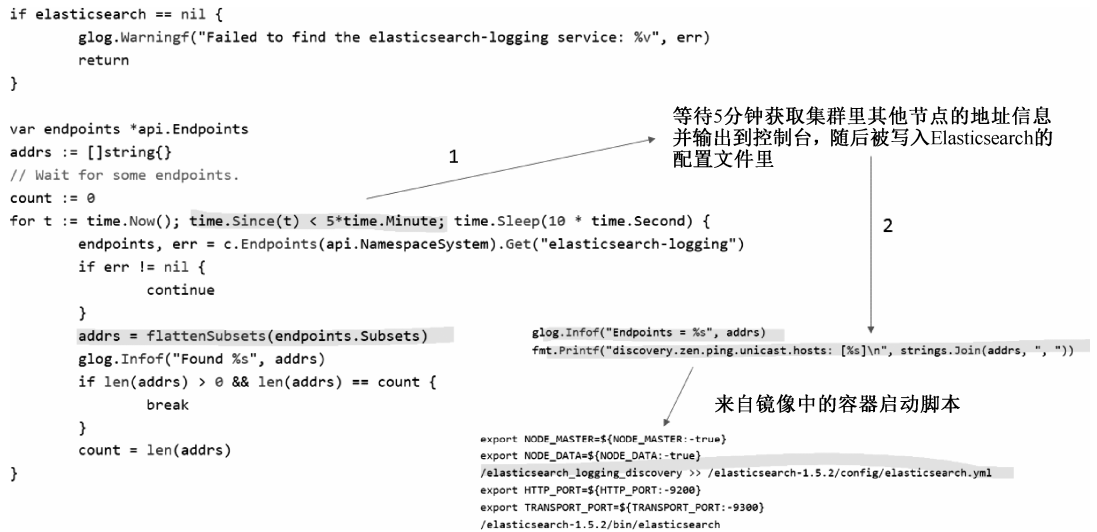 if elasticsearch == nil {
glog.Warningf("Failed to find the elasticsearch-logging service: %v", err)
return
}
var endpoints *api.Endpoints
addrs := []string{}
// Wait for some endpoints.
count := 0
for t := time.Now(); time.Since(t) < 5*time.Minute; time.Sleep(10 * time.Second) {
endpoints, err = c.Endpoints(api.NamespaceSystem).Get("elasticsearch-logging")
if err != nil {
continue
}
addrs = flattenSubsets(endpoints.Subsets)
glog.Infof("Found %s", addrs)
if len(addrs) > 0 && len(addrs) == count {
break
}
count = len(addrs)
}
1
等待5分钟获取集群里其他节点的地址信息
并输出到控制台，随后被写入Elasticsearch的
配置文件里
2
glog.Infof("Endpoints = %s", addrs)
fmt.Printf("discovery.zen.ping.unicast.hosts: [%s]\n", strings.Join(addrs, ", "))
来自镜像中的容器启动脚本
export NODE_MASTER=${NODE_MASTER:-true}
export NODE_DATA=${NODE_DATA:-true}
/elasticsearch_logging_discovery >> /elasticsearch-1.5.2/config/elasticsearch.yml
export HTTP_PORT=${HTTP_PORT:-9200}
export TRANSPORT_PORT=${TRANSPORT_PORT:-9300}
/elasticsearch-1.5.2/bin/elasticsearch